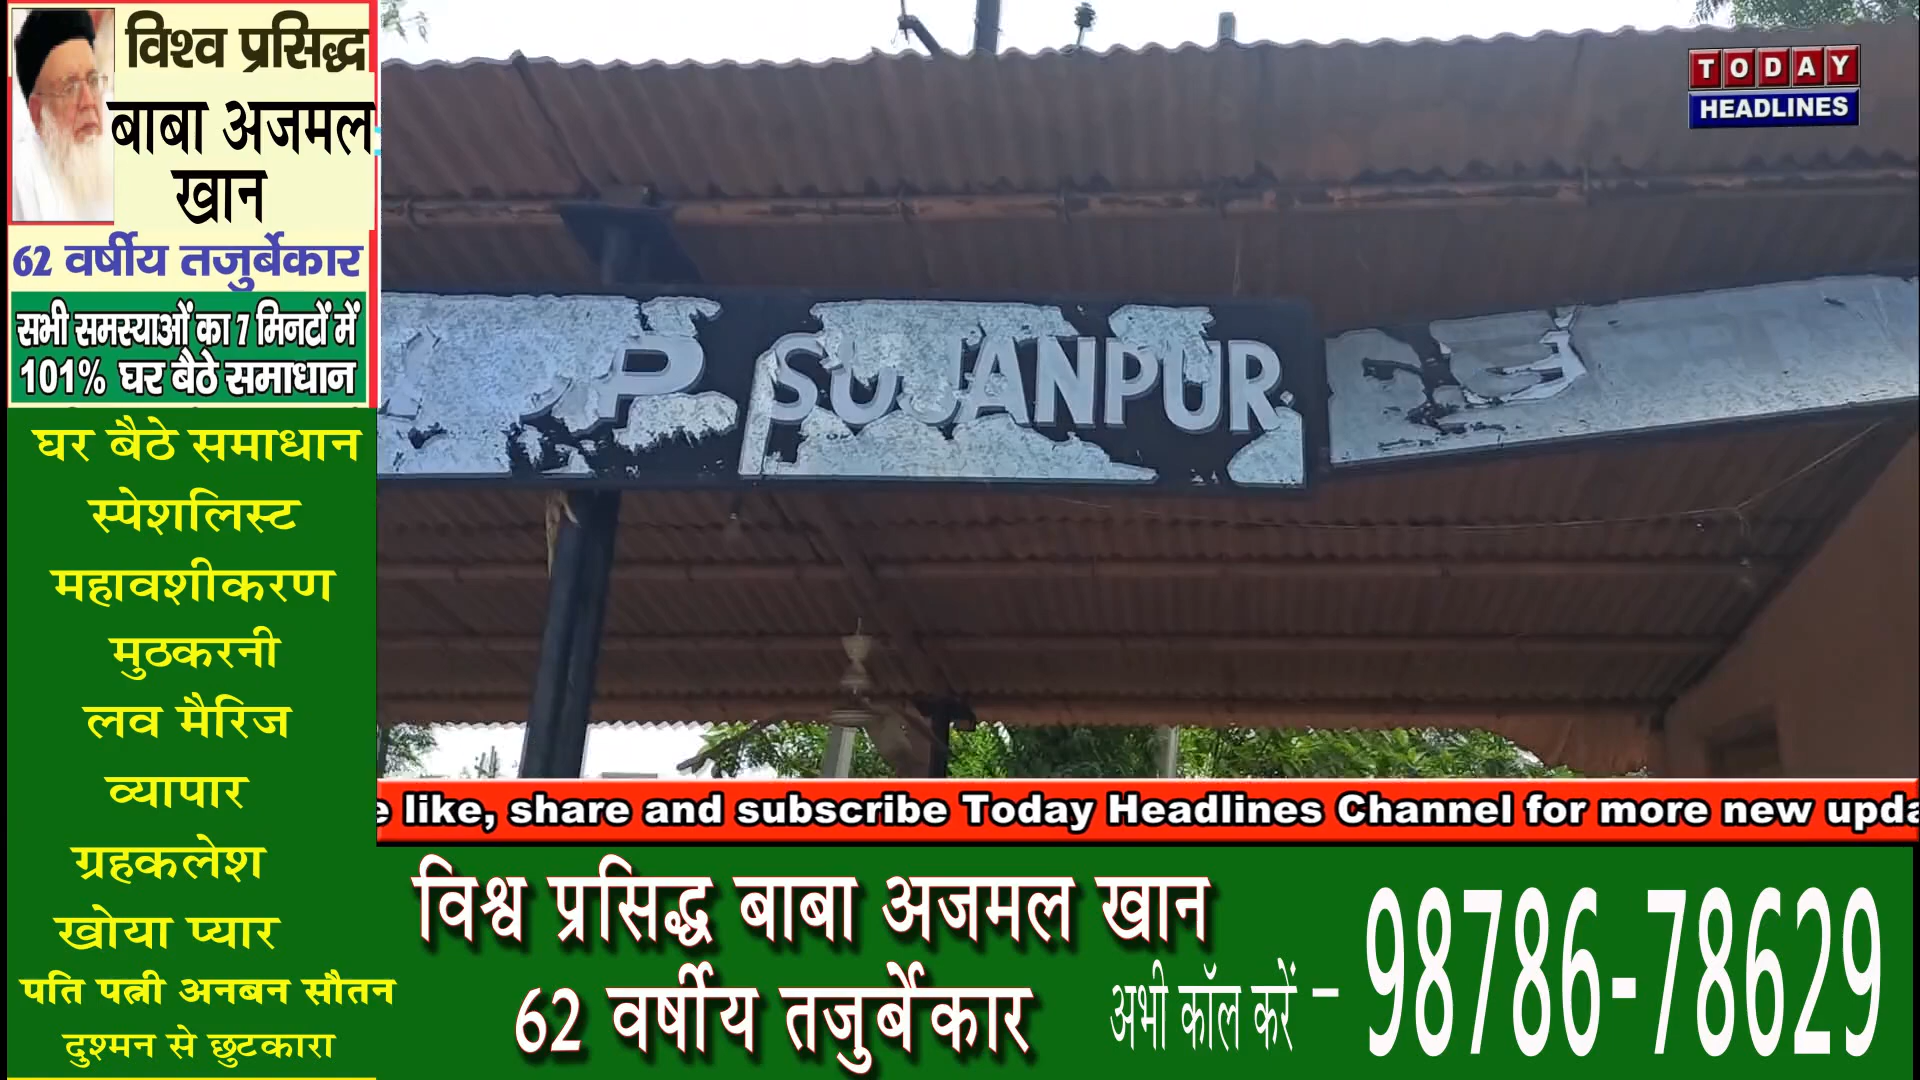 विश्व प्रसिद्ध
बाबा अजमल
खान
62 वर्षीय तजुर्बेकार
सभी समस्याओं का 7 मिनटों में
101% घर बैठे समाधान
घर बैठे समाधान
स्पेशलिस्ट
महावशीकरण
मुठकरनी
लव मैरिज
व्यापार
ग्रहकलेश
खोया प्यार
पति पत्नी अनबन सौतन
दुश्मन से छुटकारा
TODAY
HEADLINES
SUJANPUR.
like, share and subscribe Today Headlines Channel for more new upda
विश्व प्रसिद्ध बाबा अजमल खान
62 वर्षीय तजुर्बेकार
अभी कॉल करें – 98786-78629